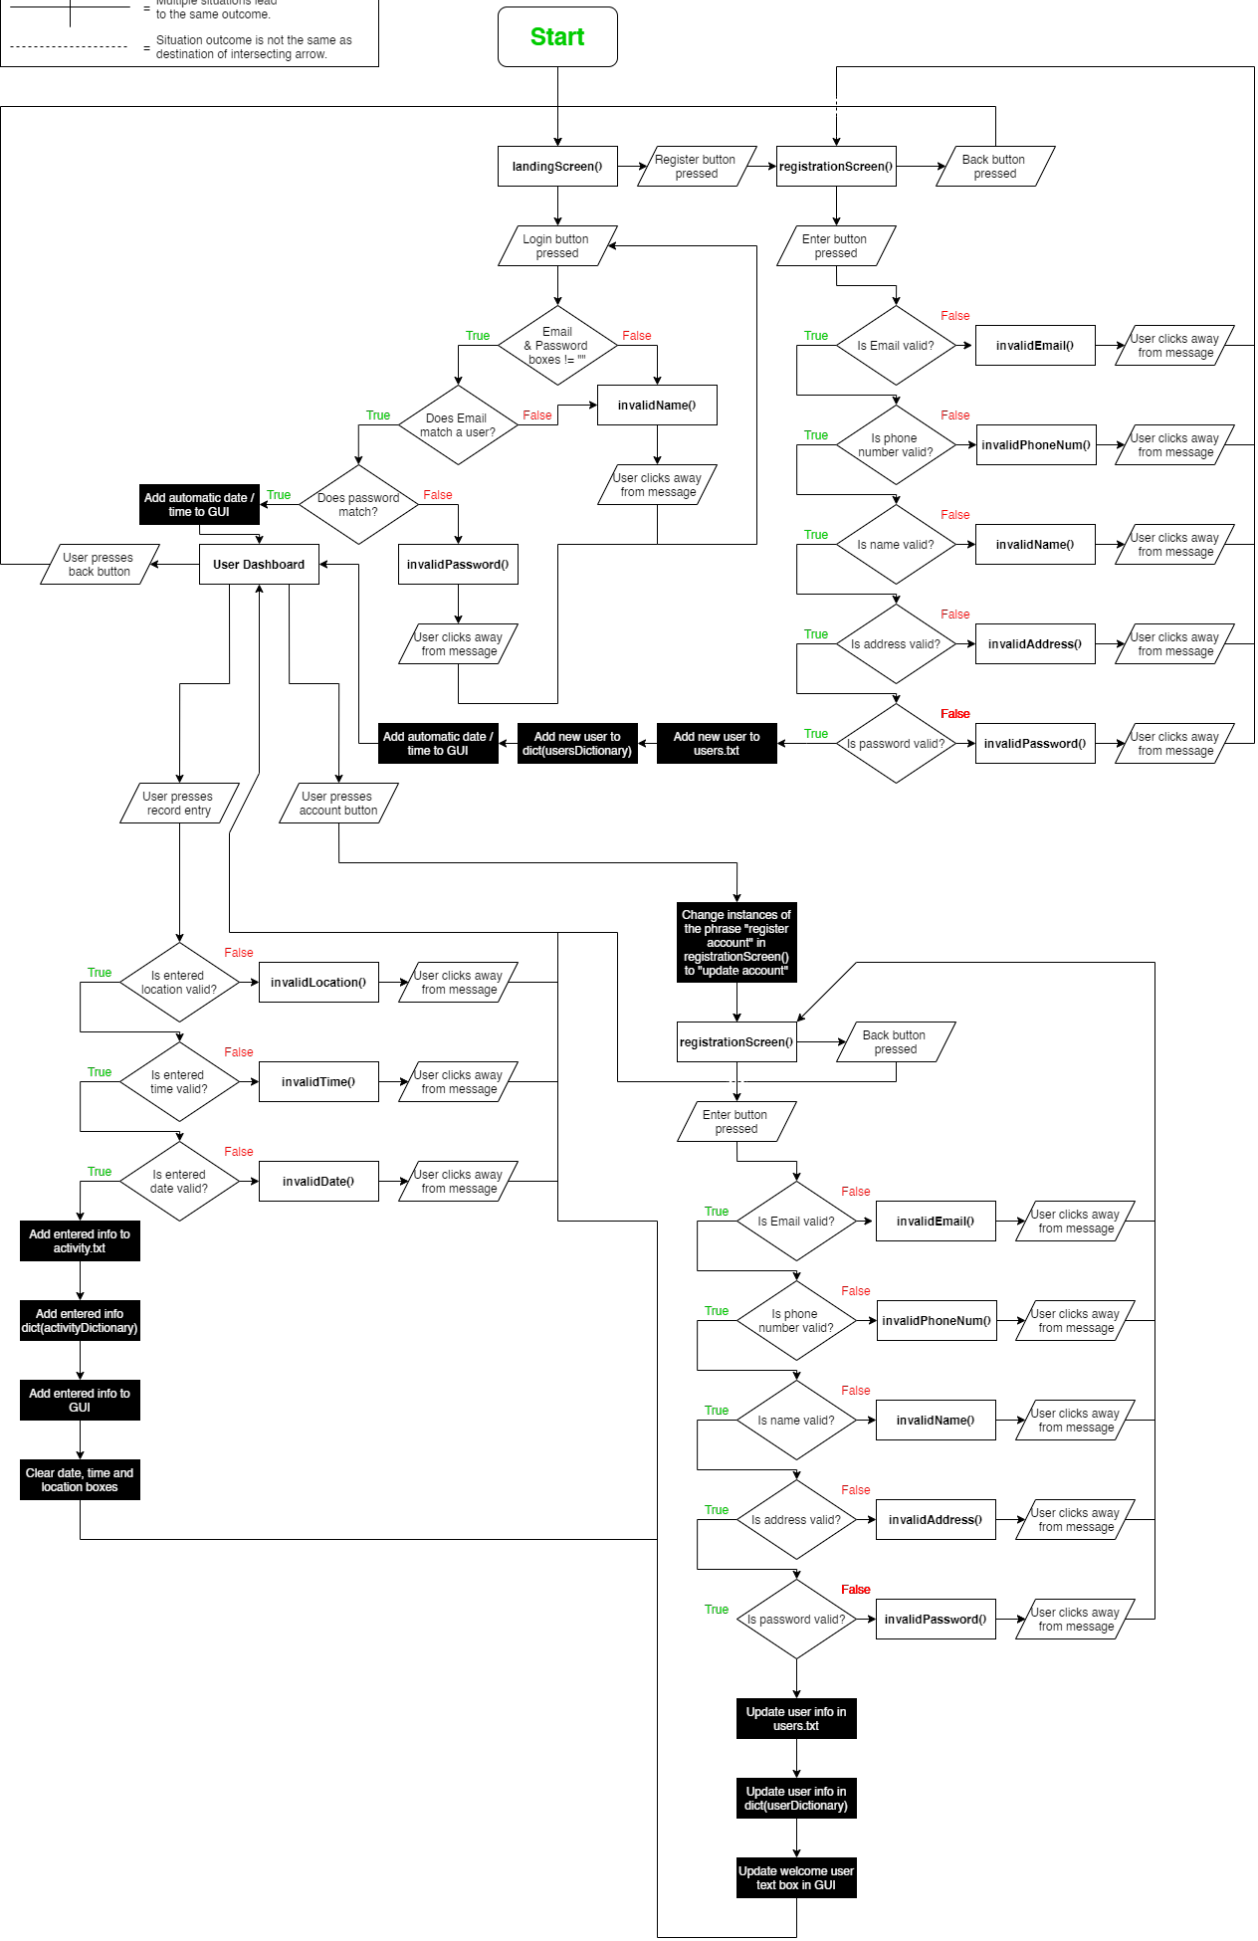 Multiple situations lead
= to the same outcome.
Situation outcome is not the same as
= destination of intersecting arrow.
Start
landingScreen()
Register button
pressed
registrationScreen()
Back button
pressed
Login button
pressed
Enter button
pressed
Email
& Password
boxes != ""
True
False
Is Email valid?
True
False
invalidEmail()
User clicks away
from message
Does Email
match a user?
True
False
invalidName()
Is phone
number valid?
True
False
invalidPhoneNum()
User clicks away
from message
User clicks away
from message
Does password
match?
True
False
Add automatic date /
time to GUI
Is name valid?
True
False
invalidName()
User clicks away
from message
User presses
back button
User Dashboard
invalidPassword()
User clicks away
from message
Is address valid?
True
False
invalidAddress()
User clicks away
from message
Add automatic date /
time to GUI
Add new user to
dict(usersDictionary)
Add new user to
users.txt
True
Is password valid?
False
invalidPassword()
User clicks away
from message
User presses
record entry
User presses
account button
Change instances of
the phrase "register
account" in
registrationScreen()
to "update account"
Is entered
location valid?
True
False
invalidLocation()
User clicks away
from message
registrationScreen()
Back button
pressed
Is entered
time valid?
True
False
invalidTime()
User clicks away
from message
Enter button
pressed
Is entered
date valid?
True
False
invalidDate()
User clicks away
from message
Add entered info to
activity.txt
Is Email valid?
True
False
invalidEmail()
User clicks away
from message
Add entered info
dict(activityDictionary)
Is phone
number valid?
True
False
invalidPhoneNum()
User clicks away
from message
Add entered info to
GUI
Is name valid?
True
False
invalidName()
User clicks away
from message
Clear date, time and
location boxes
Is address valid?
True
False
invalidAddress()
User clicks away
from message
Is password valid?
True
False
invalidPassword()
User clicks away
from message
Update user info in
users.txt
Update user info in
dict(userDictionary)
Update welcome user
text box in GUI